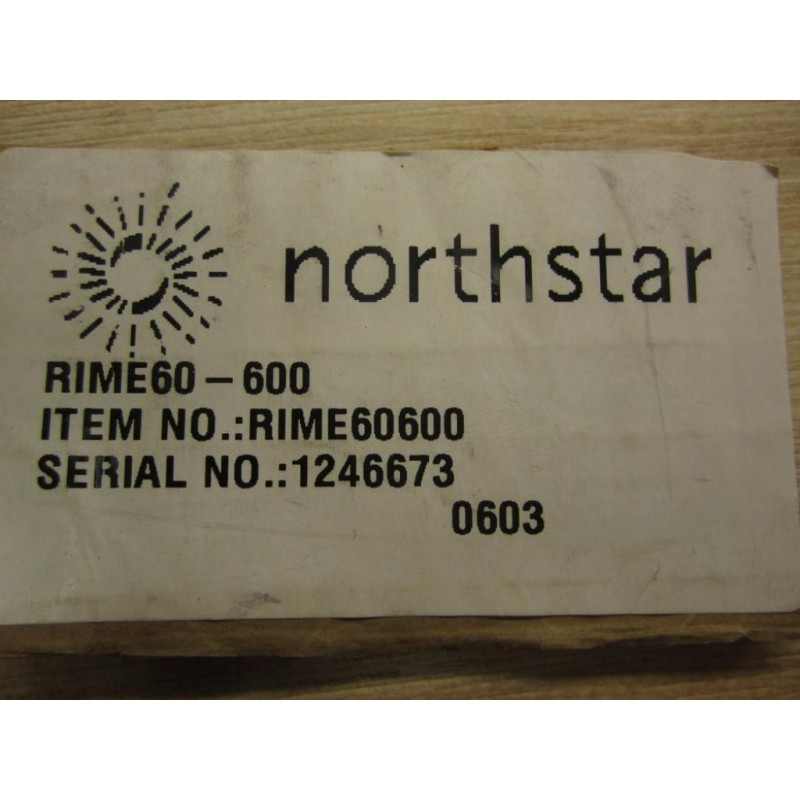 northstar
RIME60-600
ITEM NO.:RIME60600
SERIAL NO.:1246673
0603